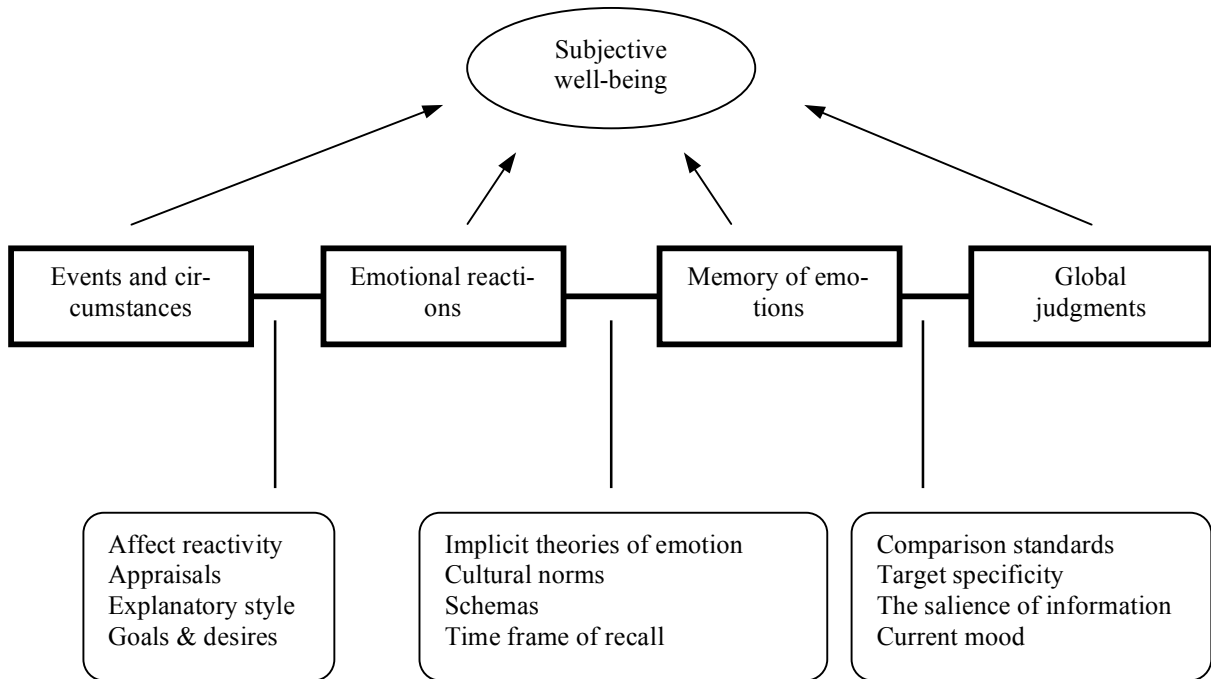 Subjective
well-being
Events and cir-
cumstances
Emotional reacti-
ons
Memory of emo-
tions
Global
judgments
Affect reactivity
Appraisals
Explanatory style
Goals & desires
Implicit theories of emotion
Cultural norms
Schemas
Time frame of recall
Comparison standards
Target specificity
The salience of information
Current mood